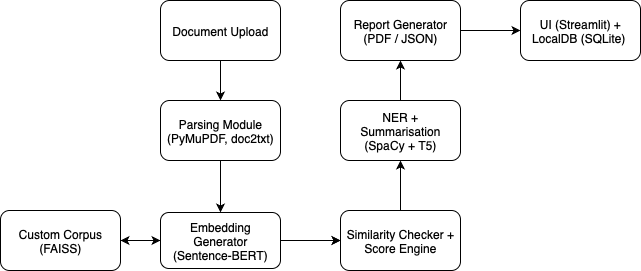 Document Upload
Parsing Module
(PyMuPDF, doc2txt)
Custom Corpus
(FAISS)
Embedding
Generator
(Sentence-BERT)
Similarity Checker +
Score Engine
NER +
Summarisation
(SpaCy + T5)
Report Generator
(PDF / JSON)
UI (Streamlit) +
LocalDB (SQLite)